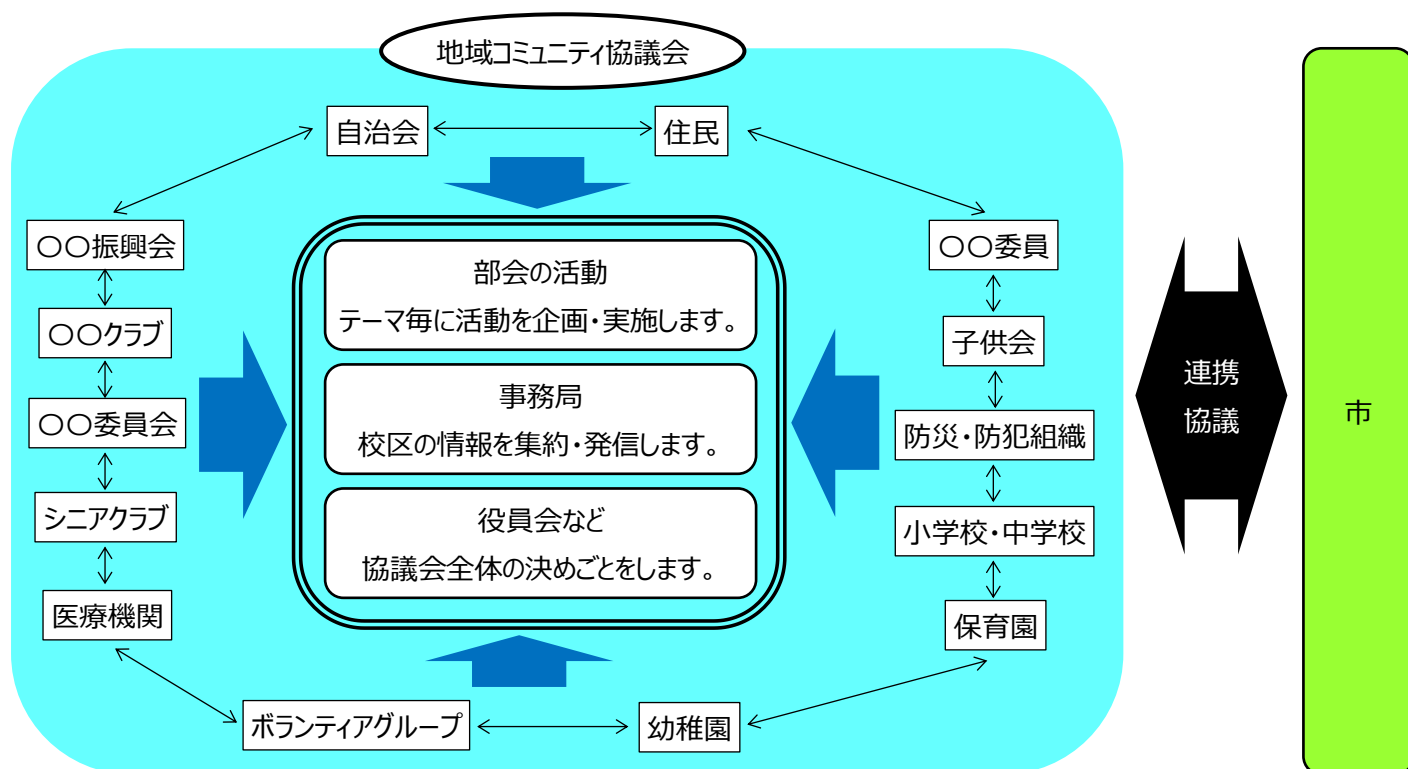 地域コミュニティ協議会
自治会
住民
〇〇振興会
〇〇クラブ
〇〇委員会
シニアクラブ
医療機関
部会の活動
テーマ毎に活動を企画・実施します。
事務局
校区の情報を集約・発信します。
役員会など
協議会全体の決めごとをします。
〇〇委員
子供会
防災・防犯組織
小学校・中学校
保育園
ボランティアグループ
幼稚園
連携
協議
市